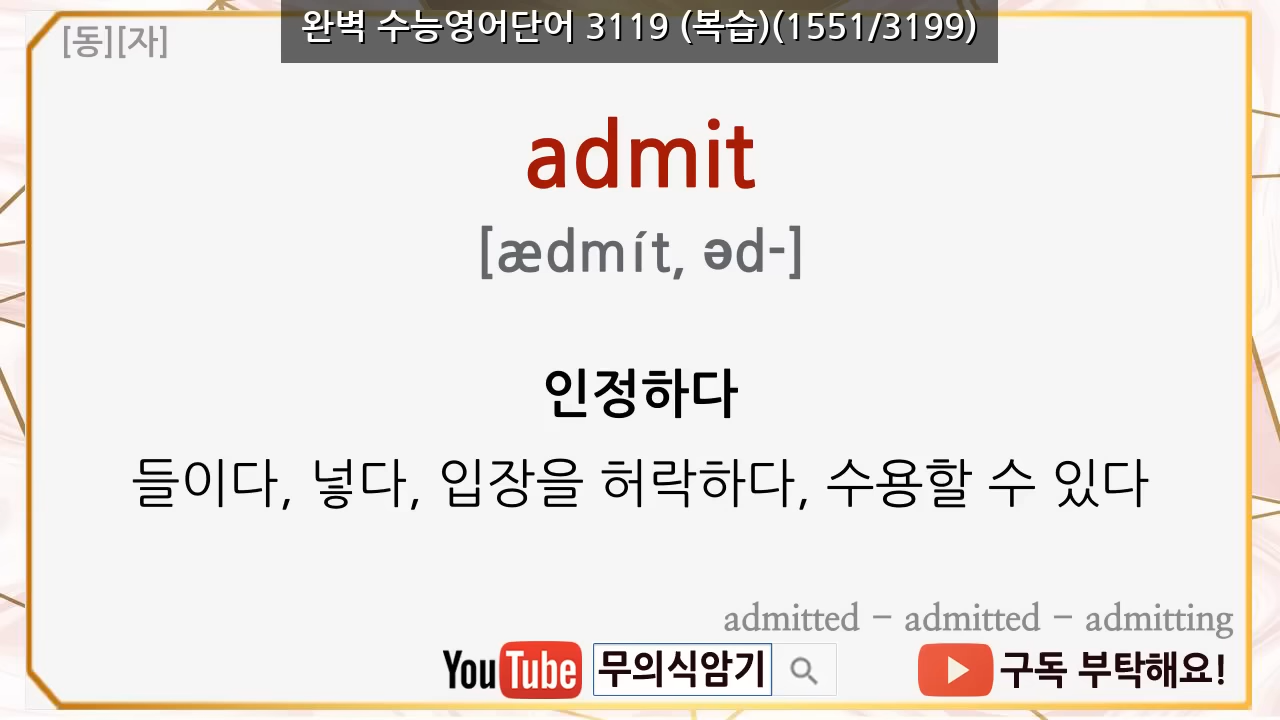 완벽 수능영어단어 3119 (복습)(1551/3199)
[동][자]
admit
[ædmít, əd-]
인정하다
들이다, 넣다, 입장을 허락하다, 수용할 수 있다
admitted - admitted - admitting
YouTube 무의식암기 구독 부탁해요!